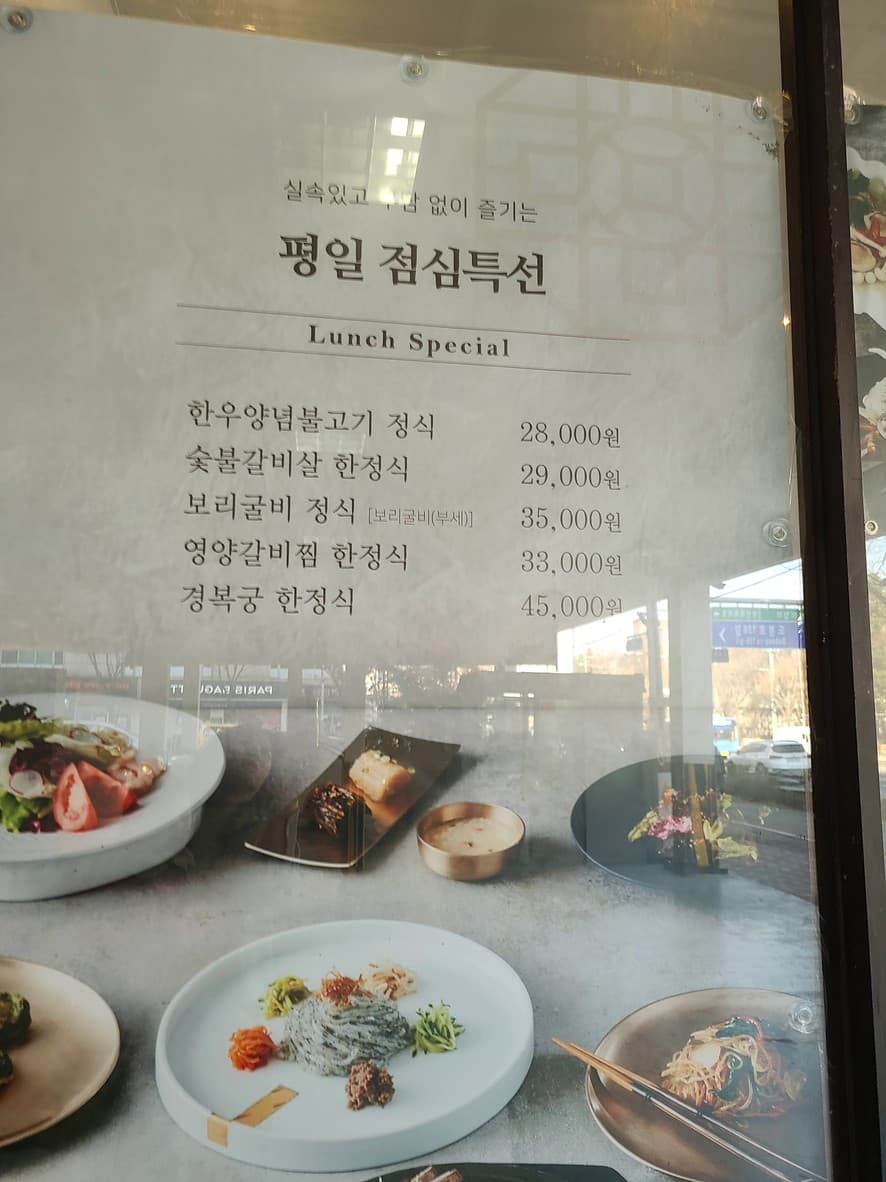 실속있고 부담 없이 즐기는
평일 점심특선
Lunch Special
한우양념불고기 정식 28,000원
숯불갈비살 한정식 29,000원
보리굴비 정식 [보리굴비(부세)] 35,000원
영양갈비찜 한정식 33,000원
경복궁 한정식 45,000원
PARIS BAGUETT